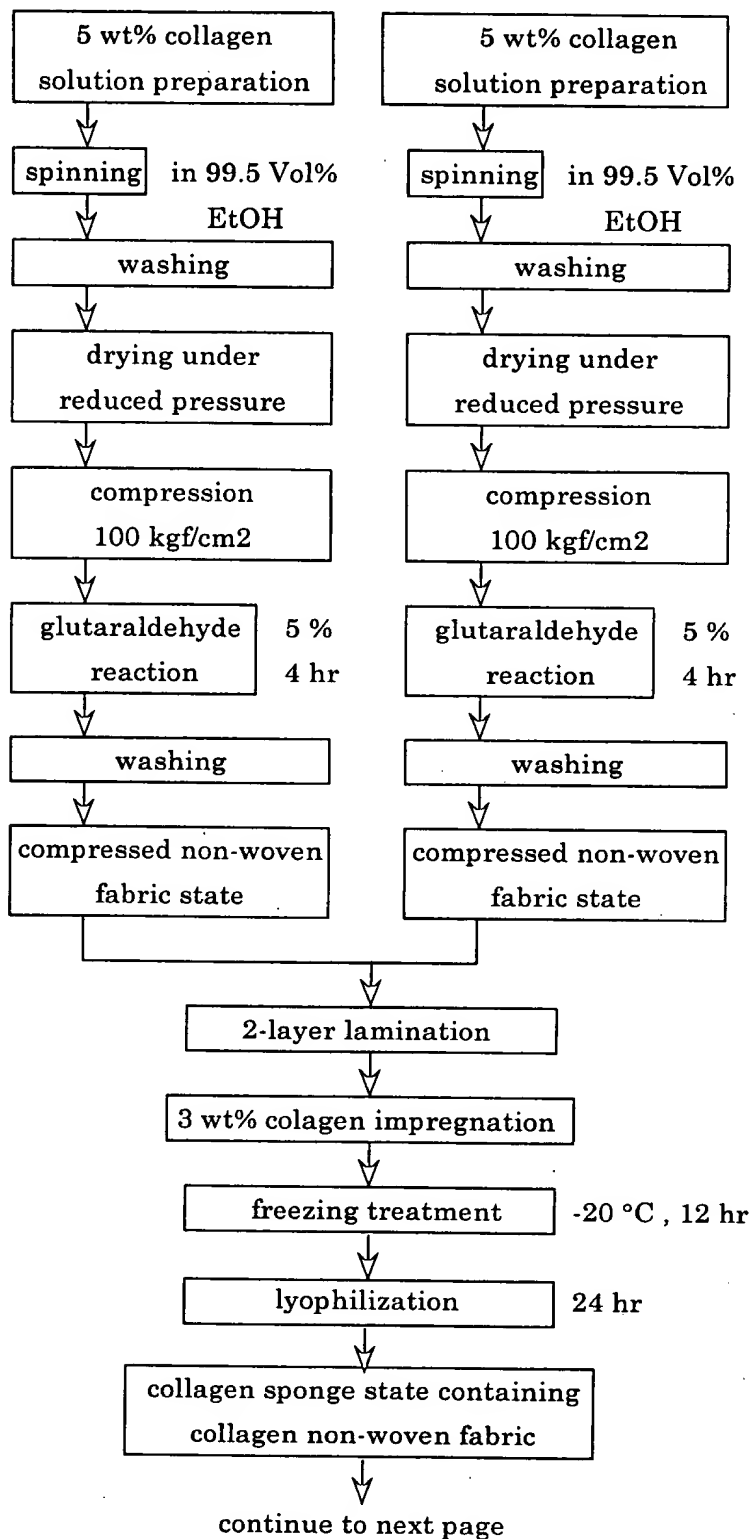 5 wt% collagen
solution preparation
spinning in 99.5 Vol%
EtOH
washing
drying under
reduced pressure
compression
100 kgf/cm2
glutaraldehyde 5 %
reaction 4 hr
washing
compressed non-woven
fabric state
5 wt% collagen
solution preparation
spinning in 99.5 Vol%
EtOH
washing
drying under
reduced pressure
compression
100 kgf/cm2
glutaraldehyde 5 %
reaction 4 hr
washing
compressed non-woven
fabric state
2-layer lamination
3 wt% colagen impregnation
freezing treatment -20 °C , 12 hr
lyophilization 24 hr
collagen sponge state containing
collagen non-woven fabric
continue to next page